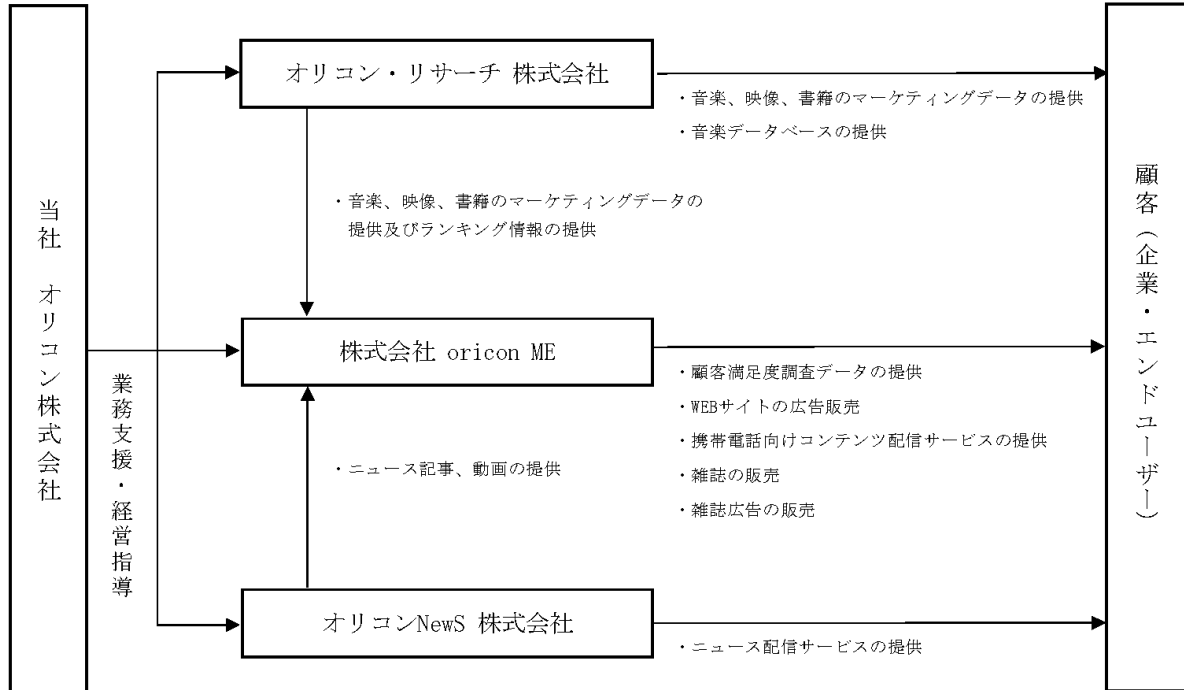 当社 オリコン株式会社
業務支援・経営指導
オリコン・リサーチ 株式会社
・音楽、映像、書籍のマーケティングデータの提供
・音楽データベースの提供
・音楽、映像、書籍のマーケティングデータの
提供及びランキング情報の提供
株式会社 oricon ME
・顧客満足度調査データの提供
・WEBサイトの広告販売
・携帯電話向けコンテンツ配信サービスの提供
・雑誌の販売
・雑誌広告の販売
・ニュース記事、動画の提供
オリコンNewS 株式会社
・ニュース配信サービスの提供
顧客(企業・エンドユーザー)